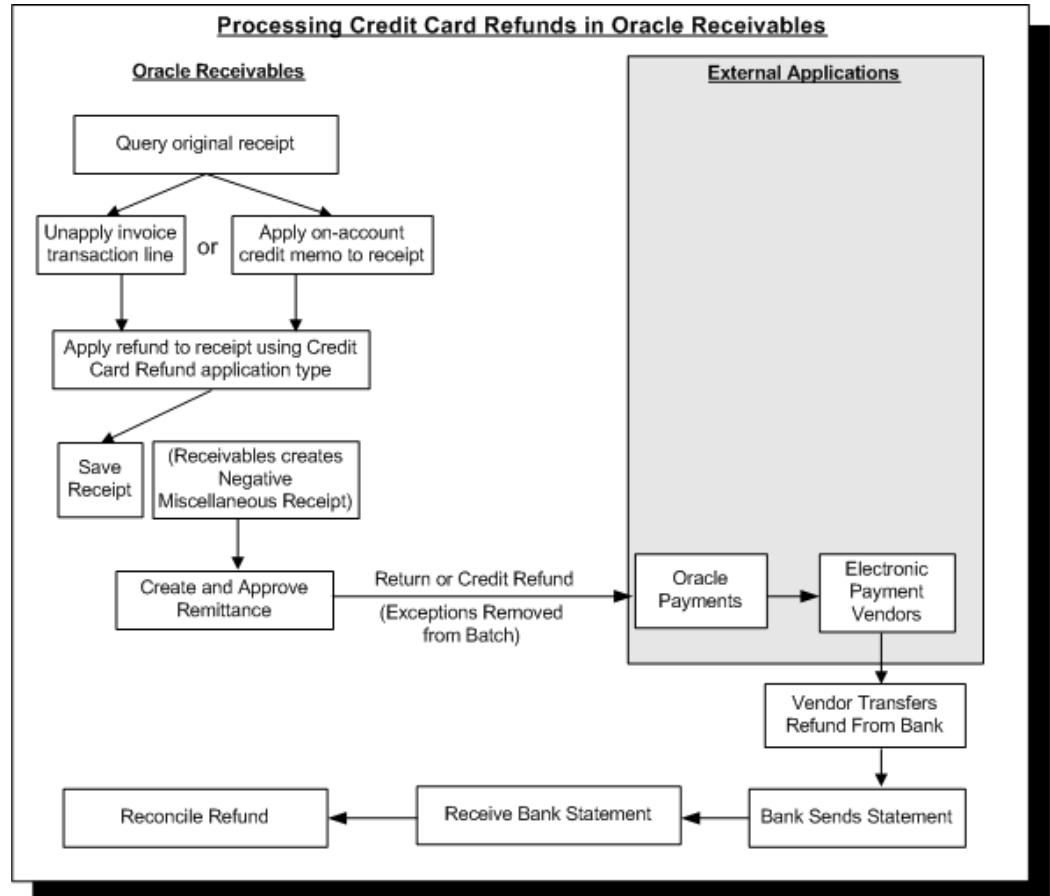 Processing Credit Card Refunds in Oracle Receivables
Oracle Receivables
External Applications
Query original receipt
Unapply invoice
transaction line
or
Apply on-account
credit memo to receipt
Apply refund to receipt using Credit
Card Refund application type
Save
Receipt
(Receivables creates
Negative
Miscellaneous Receipt)
Create and Approve
Remittance
Return or Credit Refund
(Exceptions Removed
from Batch)
Oracle
Payments
Electronic
Payment
Vendors
Vendor Transfers
Refund From Bank
Bank Sends Statement
Receive Bank Statement
Reconcile Refund